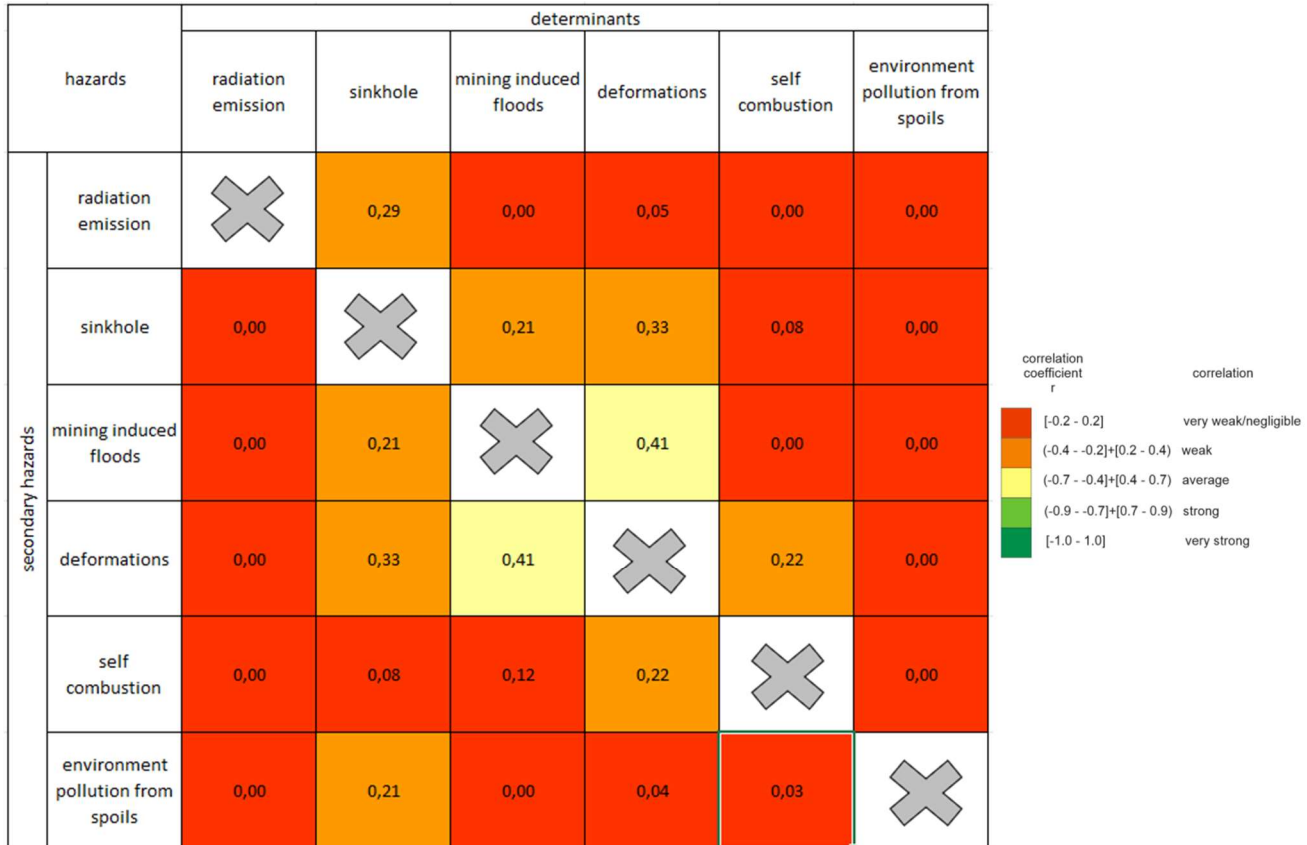 determinants
hazards
radiation
emission
sinkhole
mining induced
floods
deformations
self
combustion
environment
pollution from
spoils
secondary hazards
radiation
emission
0,29
0,00
0,05
0,00
0,00
sinkhole
0,00
0,21
0,33
0,08
0,00
mining induced
floods
0,00
0,21
0,41
0,00
0,00
deformations
0,00
0,33
0,41
0,22
0,00
self
combustion
0,00
0,08
0,12
0,22
0,00
environment
pollution from
spoils
0,00
0,21
0,00
0,04
0,03
correlation
coefficient
r
correlation
[-0.2 - 0.2] very weak/negligible
(-0.4 - -0.2]+[0.2 - 0.4) weak
(-0.7 - -0.4]+[0.4 - 0.7) average
(-0.9 - -0.7]+[0.7 - 0.9) strong
[-1.0 - 1.0] very strong